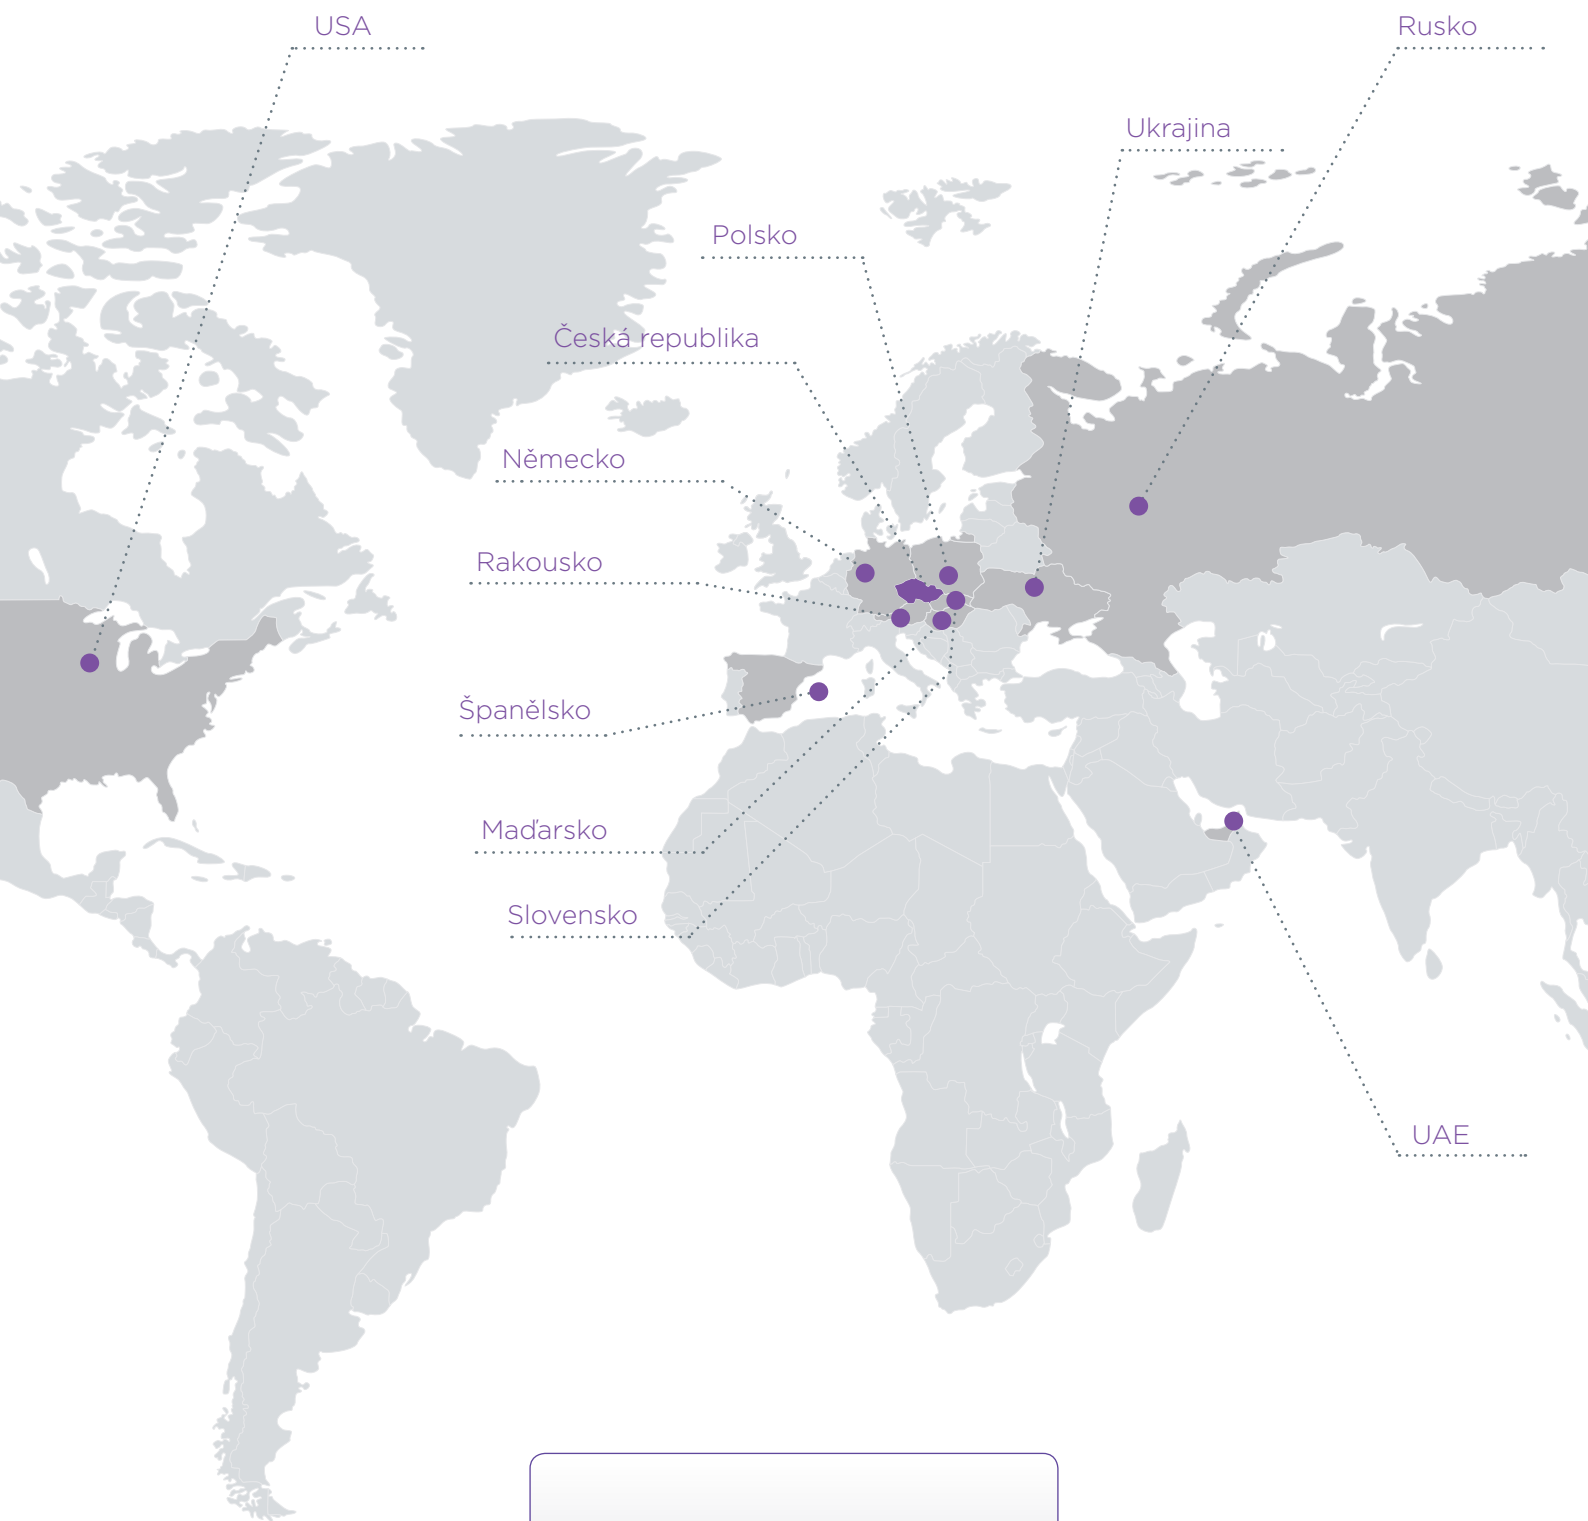 USA
Rusko
Ukrajina
Polsko
Česká republika
Německo
Rakousko
Španělsko
Maďarsko
Slovensko
UAE